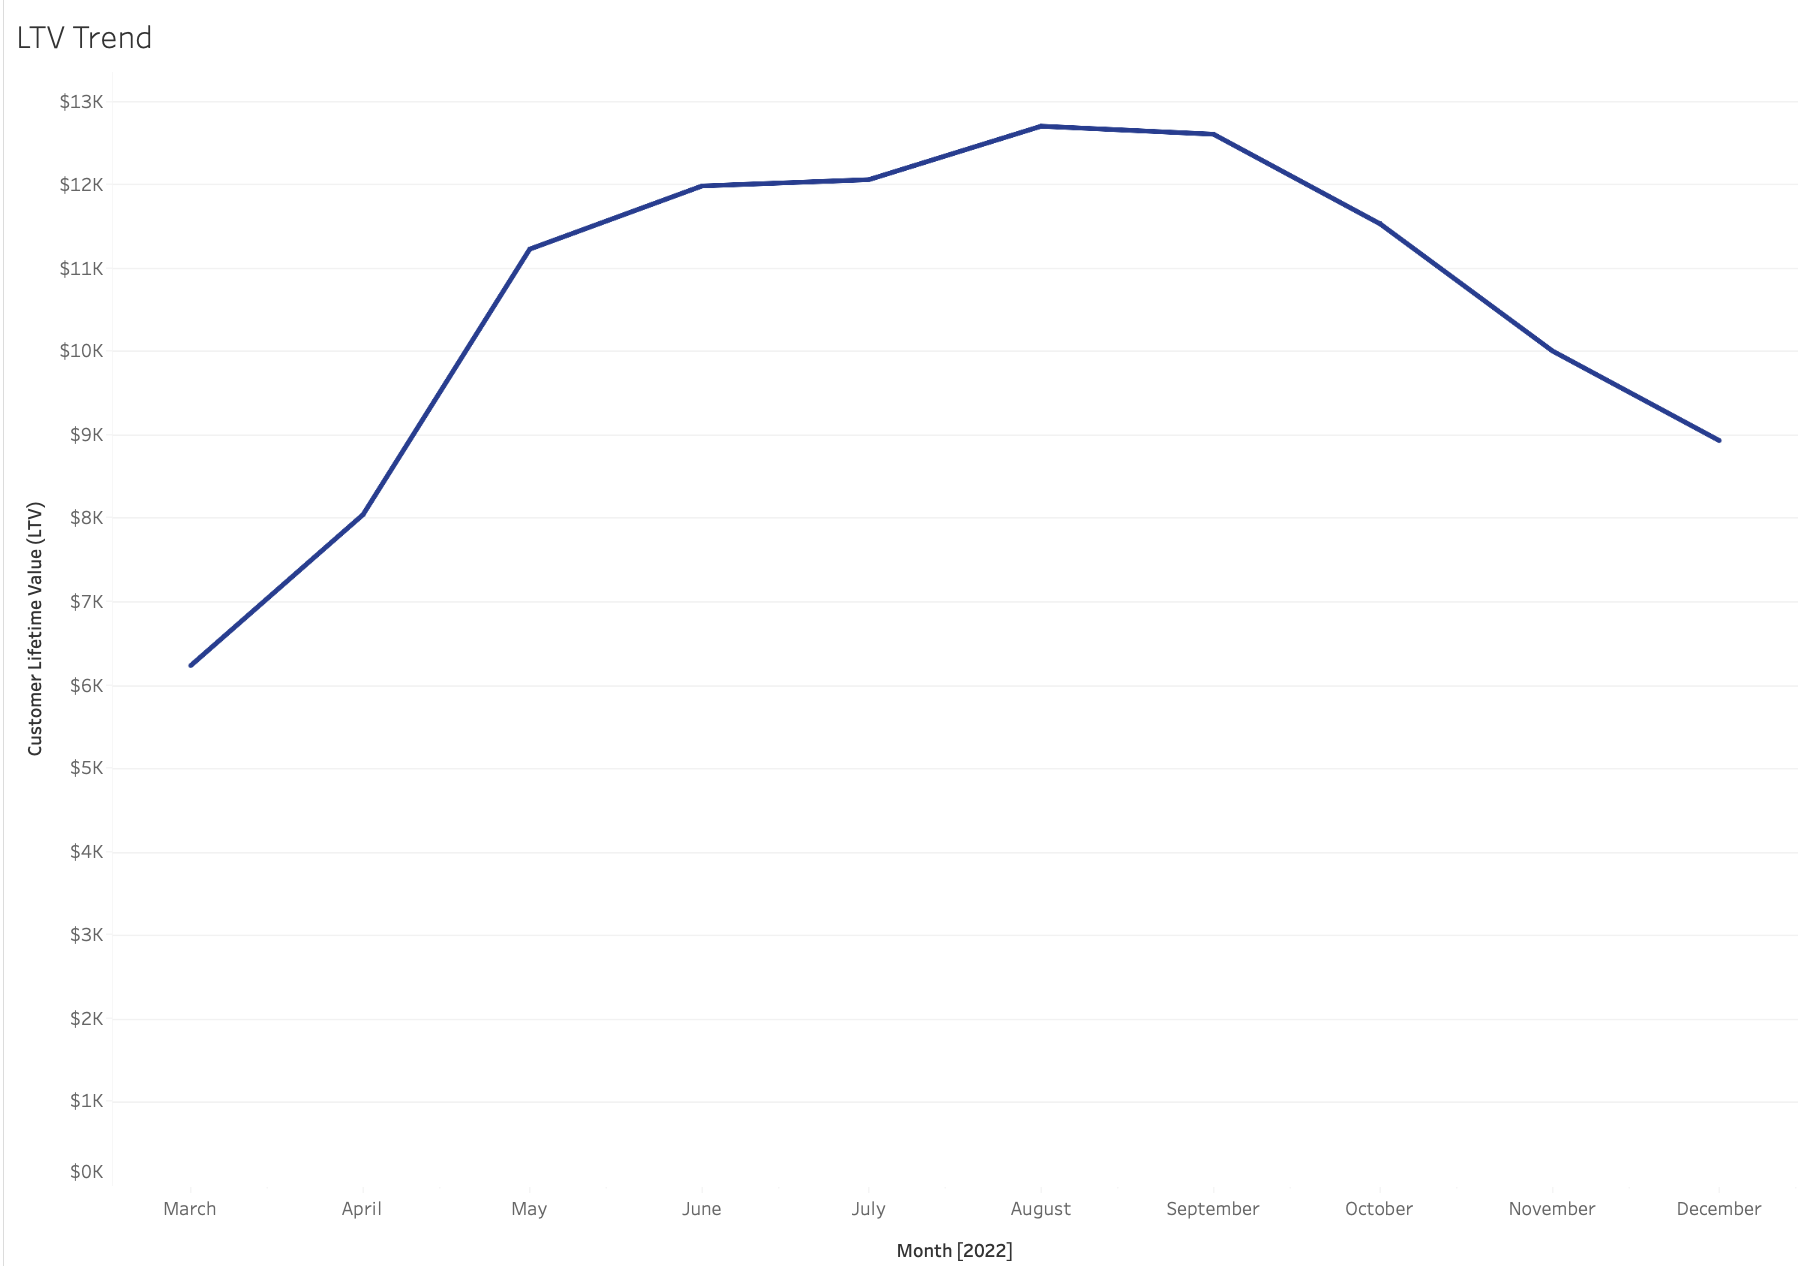 LTV Trend
$13K
$12K
$11K
$10K
$9K
$8K
$7K
$6K
$5K
$4K
$3K
$2K
$1K
$0K
Customer Lifetime Value (LTV)
March April May June July August September October November December
Month [2022]